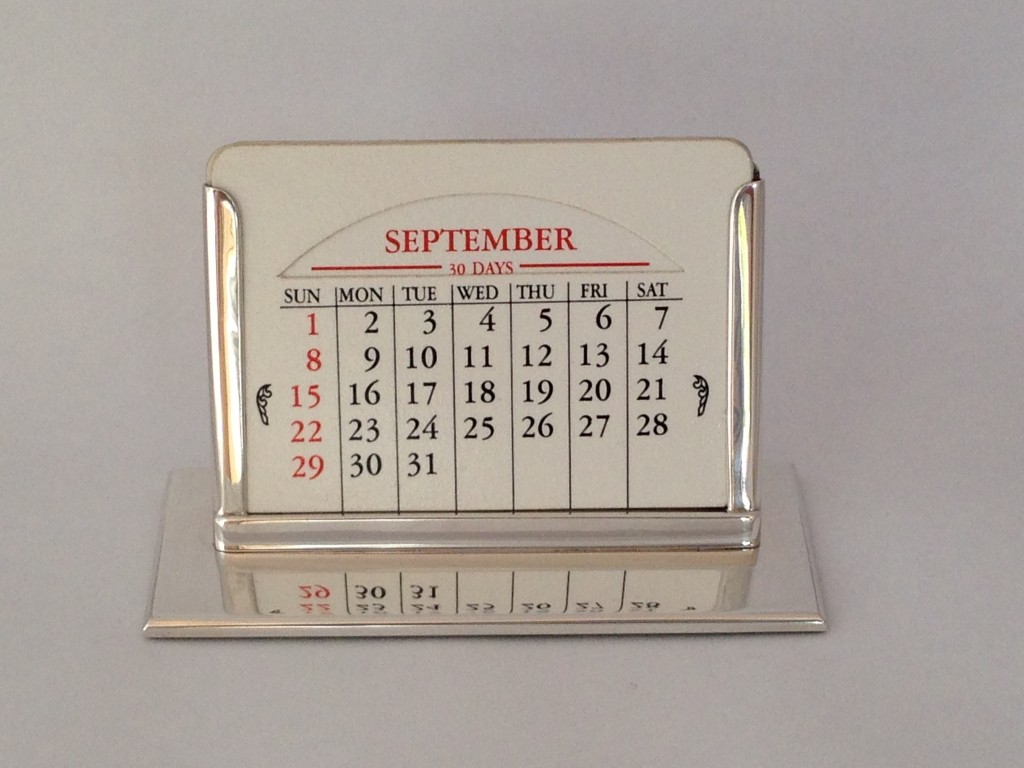 SEPTEMBER
30 DAYS
SUN MON TUE WED THU FRI SAT
1 2 3 4 5 6 7
8 9 10 11 12 13 14
15 16 17 18 19 20 21
22 23 24 25 26 27 28
29 30 31